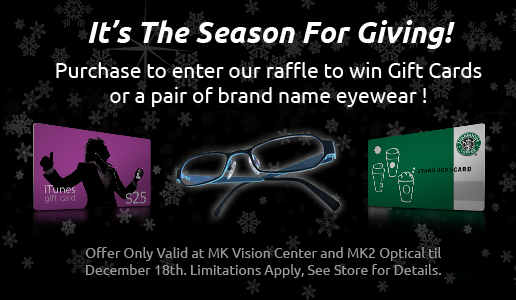 It's The Season For Giving!
Purchase to enter our raffle to win Gift Cards
or a pair of brand name eyewear !
iTunes
gift card
$25
STARBUCKS CARD
Offer Only Valid at MK Vision Center and MK2 Optical til
December 18th. Limitations Apply, See Store for Details.